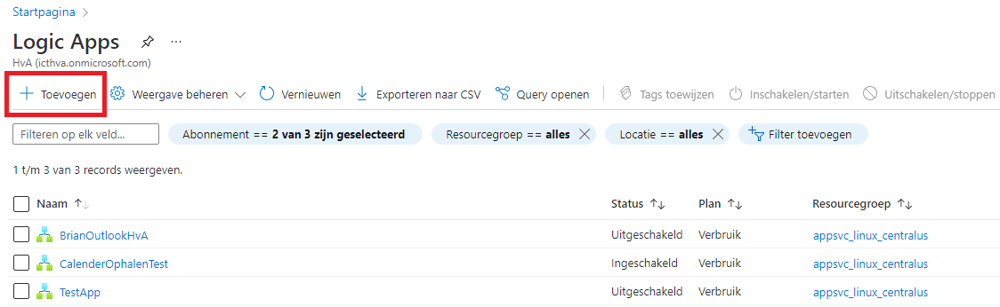 Startpagina >
Logic Apps ...
HvA (icthva.onmicrosoft.com)
+ Toevoegen Weergave beheren Vernieuwen Exporteren naar CSV Query openen Tags toewijzen Inschakelen/starten Uitschakelen/stoppen
Filteren op elk veld... Abonnement == 2 van 3 zijn geselecteerd Resourcegroep == alles Locatie == alles Filter toevoegen
1 t/m 3 van 3 records weergeven.
Naam ↑↓ Status ↑↓ Plan ↑↓ Resourcegroep ↑↓
BrianOutlookHvA Uitgeschakeld Verbruik appsvc_linux_centralus
CalenderOphalenTest Ingeschakeld Verbruik appsvc_linux_centralus
TestApp Uitgeschakeld Verbruik appsvc_linux_centralus